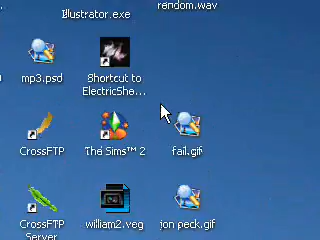 Illustrator.exe
random.wav
mp3.psd
Shortcut to
ElectricShe...
CrossFTP
The Sims™ 2
fail.gif
CrossFTP
Server
william2.veg
jon peck.gif